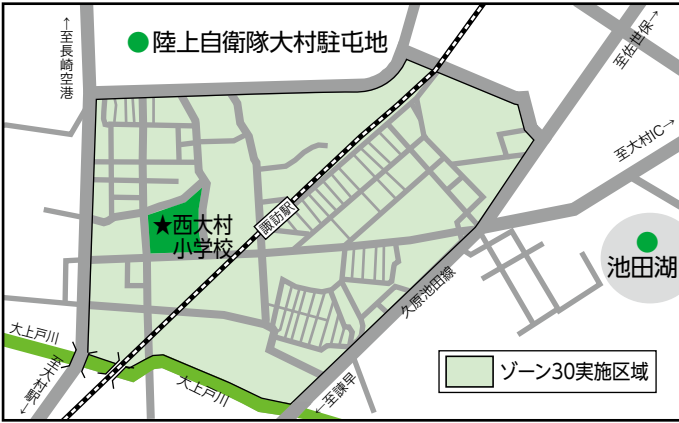 ←至長崎空港
●陸上自衛隊大村駐屯地
至佐世保→
至大村IC→
★西大村
小学校
諏訪駅
池田湖
久原池田線
大上戸川
至大村駅→
大上戸川
←至諫早
ゾーン30実施区域